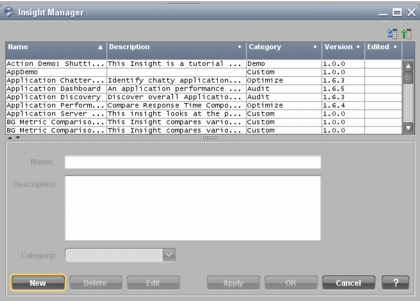 Insight Manager
Name Description Category Version Edited
Action Demo: Shutti... This Insight is a tutorial ... Demo 1.0.0
AppDemo Custom 1.0.0
Application Chatter... Identify chatty application... Optimize 1.6.3
Application Dashboard An application performance ... Audit 1.6.5
Application Discovery Discover overall Applicatio... Audit 1.6.3
Application Perform... Compare Response Time Compo... Optimize 1.6.4
Application Server ... This insight looks at the p... Custom 1.0.0
BG Metric Compariso... This Insight compares vario... Custom 1.0.0
BG Metric Compariso... This Insight compares vario... Custom 1.0.0
Name:
Description:
Category:
New Delete Edit Apply OK Cancel ?